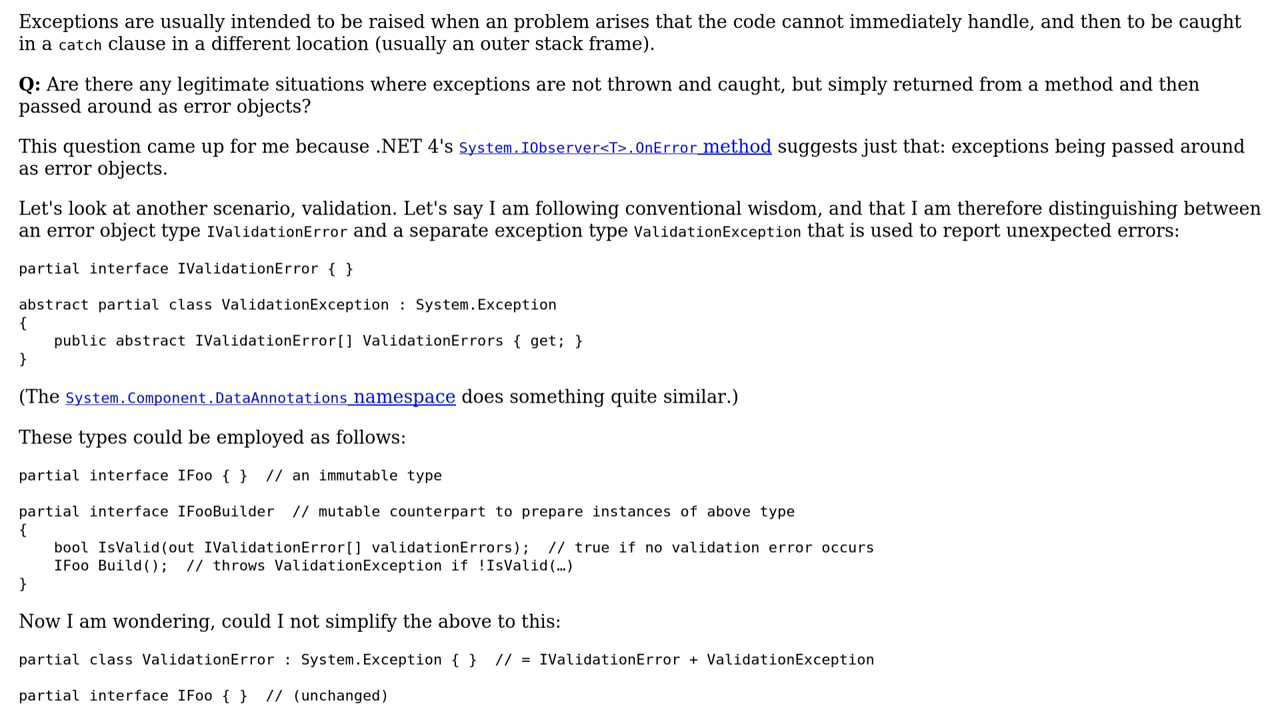 Exceptions are usually intended to be raised when an problem arises that the code cannot immediately handle, and then to be caught
in a catch clause in a different location (usually an outer stack frame).
Q: Are there any legitimate situations where exceptions are not thrown and caught, but simply returned from a method and then
passed around as error objects?
This question came up for me because .NET 4's System.IObserver<T>.OnError method suggests just that: exceptions being passed around
as error objects.
Let's look at another scenario, validation. Let's say I am following conventional wisdom, and that I am therefore distinguishing between
an error object type IValidationError and a separate exception type ValidationException that is used to report unexpected errors:
partial interface IValidationError { }
abstract partial class ValidationException : System.Exception
{
    public abstract IValidationError[] ValidationErrors { get; }
}
(The System.Component.DataAnnotations namespace does something quite similar.)
These types could be employed as follows:
partial interface IFoo { }  // an immutable type
partial interface IFooBuilder  // mutable counterpart to prepare instances of above type
{
    bool IsValid(out IValidationError[] validationErrors);  // true if no validation error occurs
    IFoo Build();  // throws ValidationException if !IsValid(…)
}
Now I am wondering, could I not simplify the above to this:
partial class ValidationError : System.Exception { }  // = IValidationError + ValidationException
partial interface IFoo { }  // (unchanged)